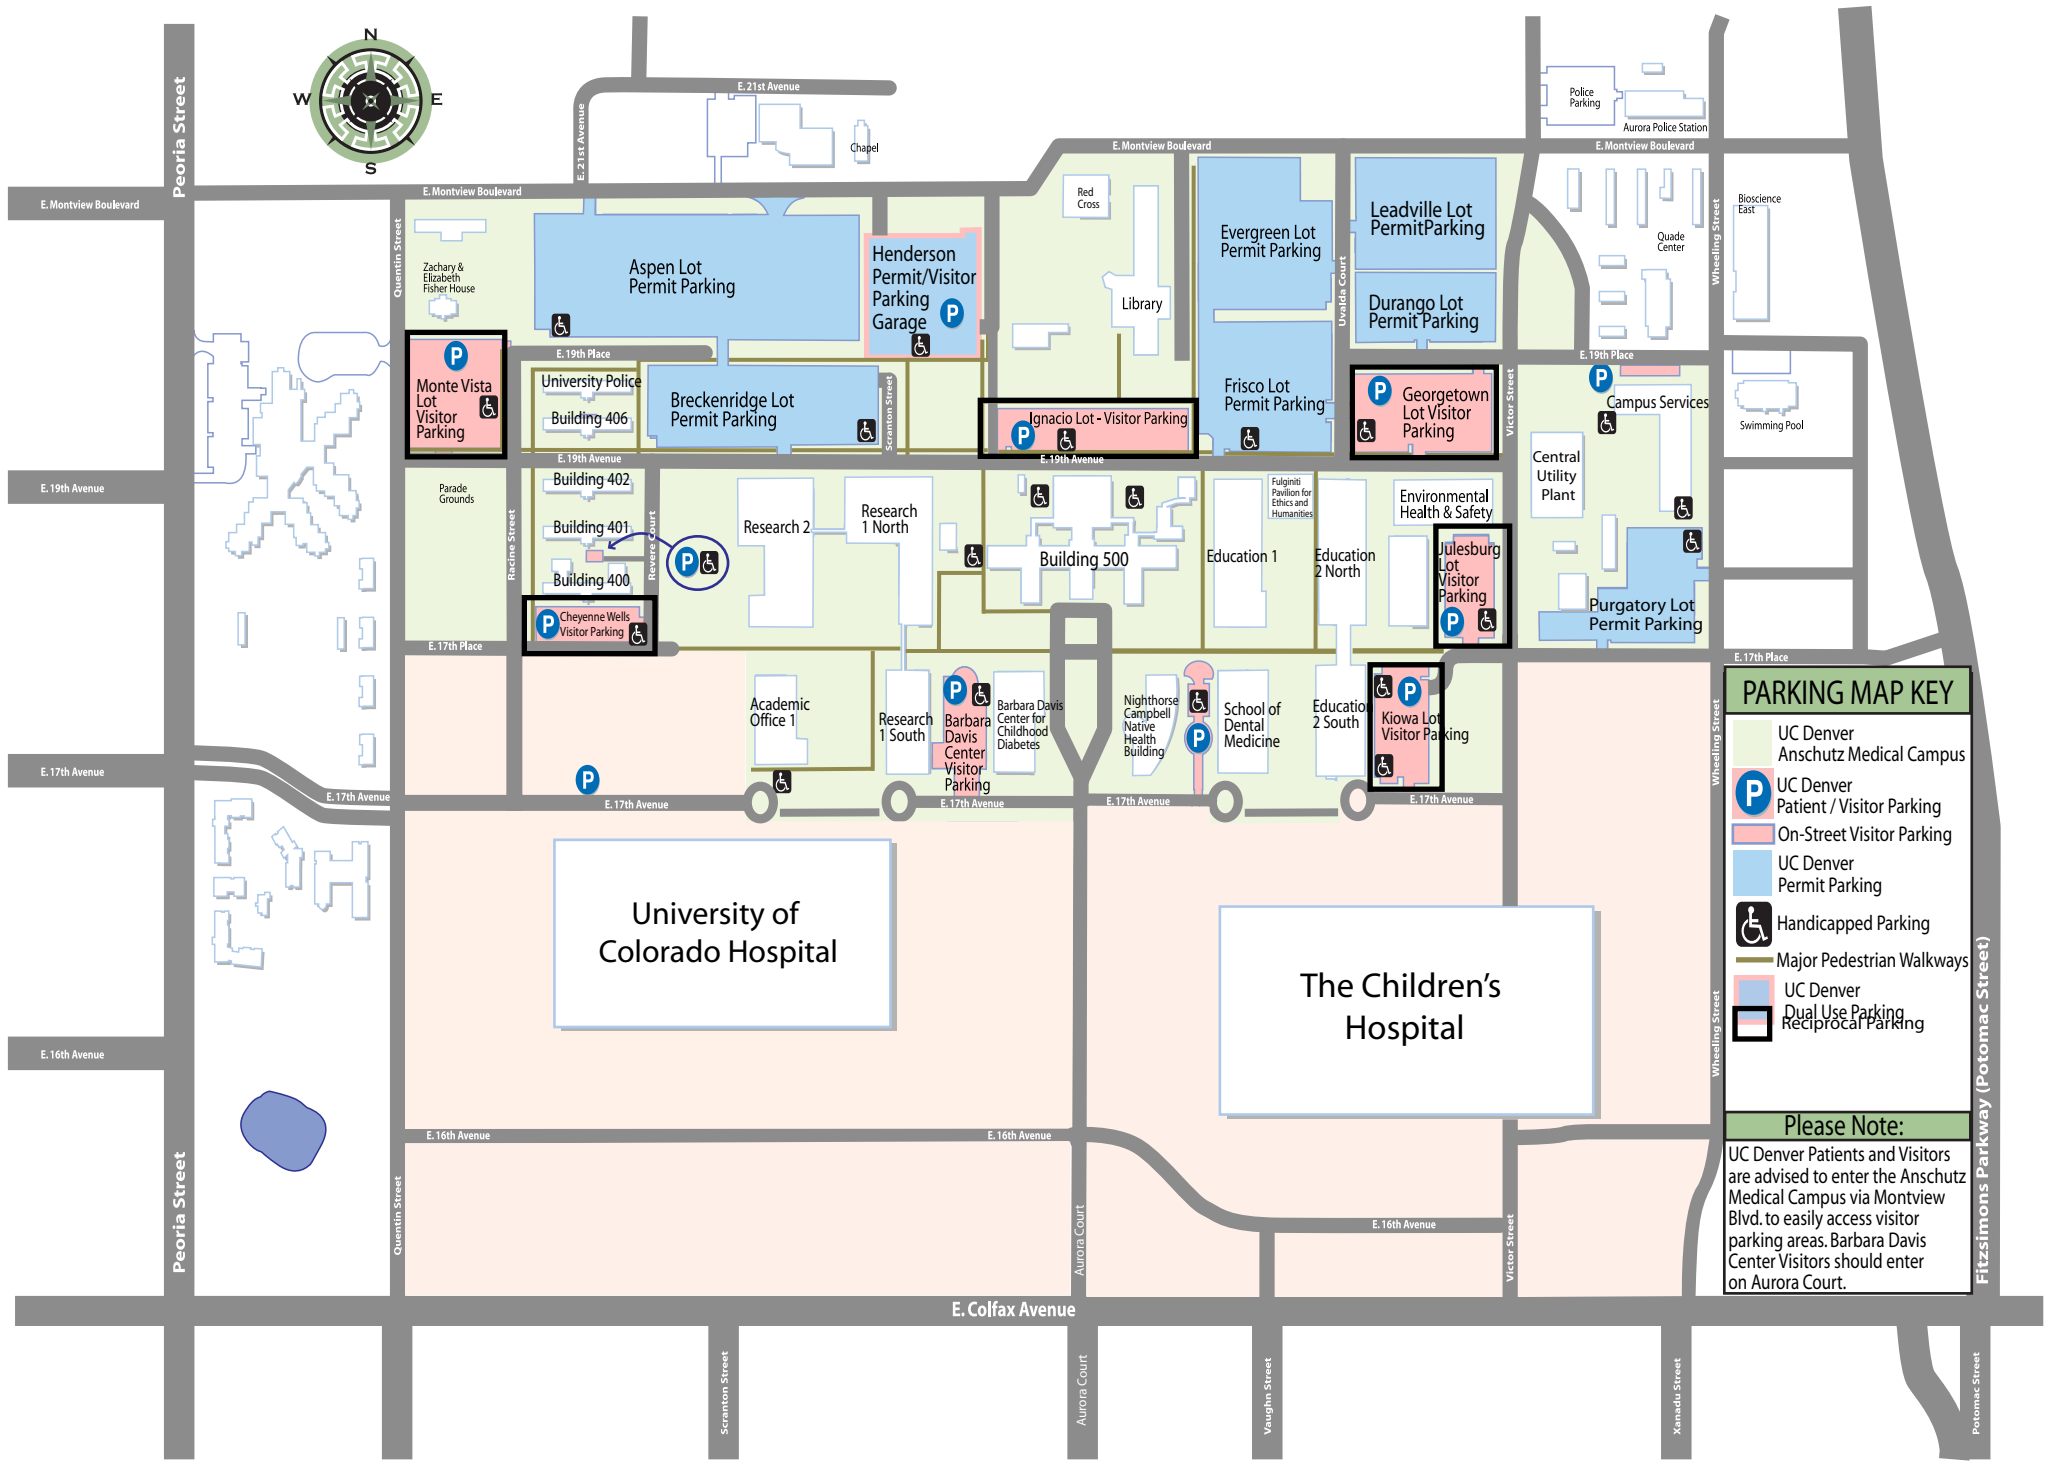 N
W
E
S
Peoria Street
E. 21st Avenue
E. 21st Avenue
Chapel
Police
Parking
Aurora Police Station
E. Montview Boulevard
E. Montview Boulevard
E. Montview Boulevard
E. Montview Boulevard
Quentin Street
Zachary &
Elizabeth
Fisher House
Aspen Lot
Permit Parking
Henderson
Permit/Visitor
Parking
Garage
P
Red
Cross
Library
Evergreen Lot
Permit Parking
Uvalda Court
Leadville Lot
PermitParking
Durango Lot
Permit Parking
Quade
Center
Wheeling Street
Bioscience
East
P
Monte Vista
Lot
Visitor
Parking
E. 19th Place
University Police
Building 406
Breckenridge Lot
Permit Parking
Scranton Street
Ignacio Lot - Visitor Parking
P
Frisco Lot
Permit Parking
P
Georgetown
Lot Visitor
Parking
Victor Street
E. 19th Place
P
Campus Services
Swimming Pool
E. 19th Avenue
E. 19th Avenue
E. 19th Avenue
Parade
Grounds
Racine Street
Building 402
Building 401
Building 400
Revere Court
P
Research 2
Research
1 North
Building 500
Education 1
Fulginiti
Pavilion for
Ethics and
Humanities
Education
2 North
Environmental
Health & Safety
Central
Utility
Plant
Julesburg
Lot
Visitor
Parking
P
Purgatory Lot
Permit Parking
P
Cheyenne Wells
Visitor Parking
E. 17th Place
E. 17th Place
Academic
Office 1
Research
1 South
P
Barbara
Davis
Center
Visitor
Parking
Barbara Davis
Center for
Childhood
Diabetes
Nighthorse
Campbell
Native
Health
Building
P
School of
Dental
Medicine
Education
2 South
P
Kiowa Lot
Visitor Parking
Wheeling Street
P
E. 17th Avenue
E. 17th Avenue
E. 17th Avenue
E. 17th Avenue
E. 17th Avenue
E. 17th Avenue
University of
Colorado Hospital
The Children's
Hospital
E. 16th Avenue
E. 16th Avenue
E. 16th Avenue
E. 16th Avenue
Wheeling Street
Peoria Street
Quentin Street
Aurora Court
Victor Street
Fitzsimons Parkway (Potomac Street)
PARKING MAP KEY
UC Denver
Anschutz Medical Campus
P
UC Denver
Patient / Visitor Parking
On-Street Visitor Parking
UC Denver
Permit Parking
Handicapped Parking
Major Pedestrian Walkways
UC Denver
Dual Use Parking
Reciprocal Parking
Please Note:
UC Denver Patients and Visitors
are advised to enter the Anschutz
Medical Campus via Montview
Blvd. to easily access visitor
parking areas. Barbara Davis
Center Visitors should enter
on Aurora Court.
E. Colfax Avenue
Scranton Street
Aurora Court
Vaughn Street
Xanadu Street
Potomac Street